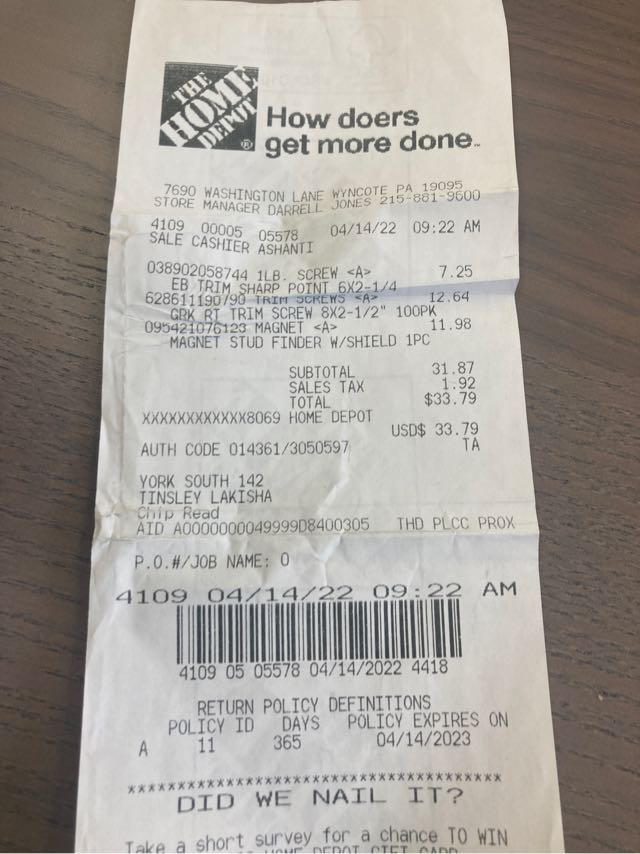 THE
HOME
DEPOT
®
How doers
get more done™
7690 WASHINGTON LANE WYNCOTE PA 19095
STORE MANAGER DARRELL JONES 215-881-9600
4109 00005 05578 04/14/22 09:22 AM
SALE CASHIER ASHANTI
038902058744 1LB. SCREW <A> 7.25
EB TRIM SHARP POINT 6X2-1/4
628611190790 TRIM SCREWS <A> 12.64
GRK RT TRIM SCREW 8X2-1/2" 100PK
095421076123 MAGNET <A> 11.98
MAGNET STUD FINDER W/SHIELD 1PC
SUBTOTAL 31.87
SALES TAX 1.92
TOTAL $33.79
XXXXXXXXXXXX8069 HOME DEPOT
USD$ 33.79
AUTH CODE 014361/3050597 TA
YORK SOUTH 142
TINSLEY LAKISHA
Chip Read
AID A0000000049999D8400305 THD PLCC PROX
P.O.#/JOB NAME: 0
4109 04/14/22 09:22 AM
4109 05 05578 04/14/2022 4418
RETURN POLICY DEFINITIONS
POLICY ID DAYS POLICY EXPIRES ON
A 11 365 04/14/2023
****************************************
DID WE NAIL IT?
Take a short survey for a chance TO WIN
HOME DEPOT GIFT CARD